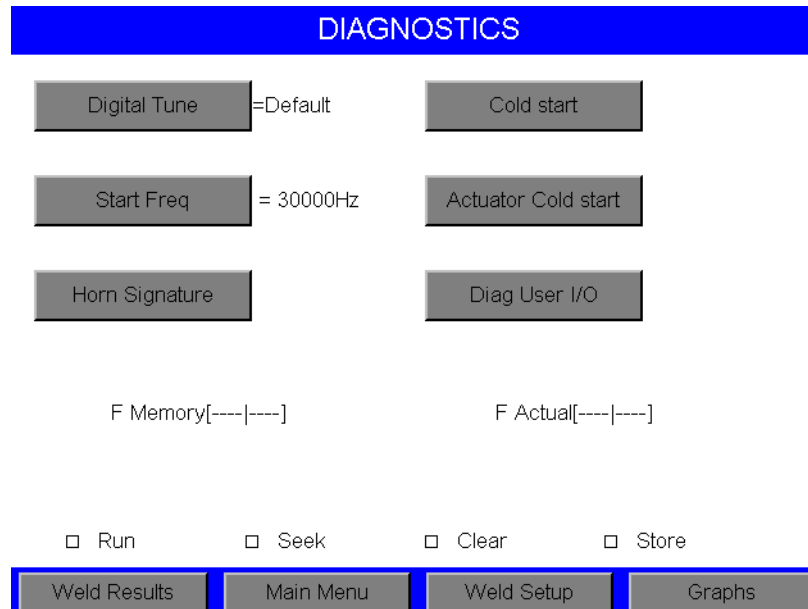 DIAGNOSTICS
Digital Tune =Default Cold start
Start Freq = 30000Hz Actuator Cold start
Horn Signature Diag User I/O
F Memory[----|----] F Actual[----|----]
Run Seek Clear Store
Weld Results Main Menu Weld Setup Graphs